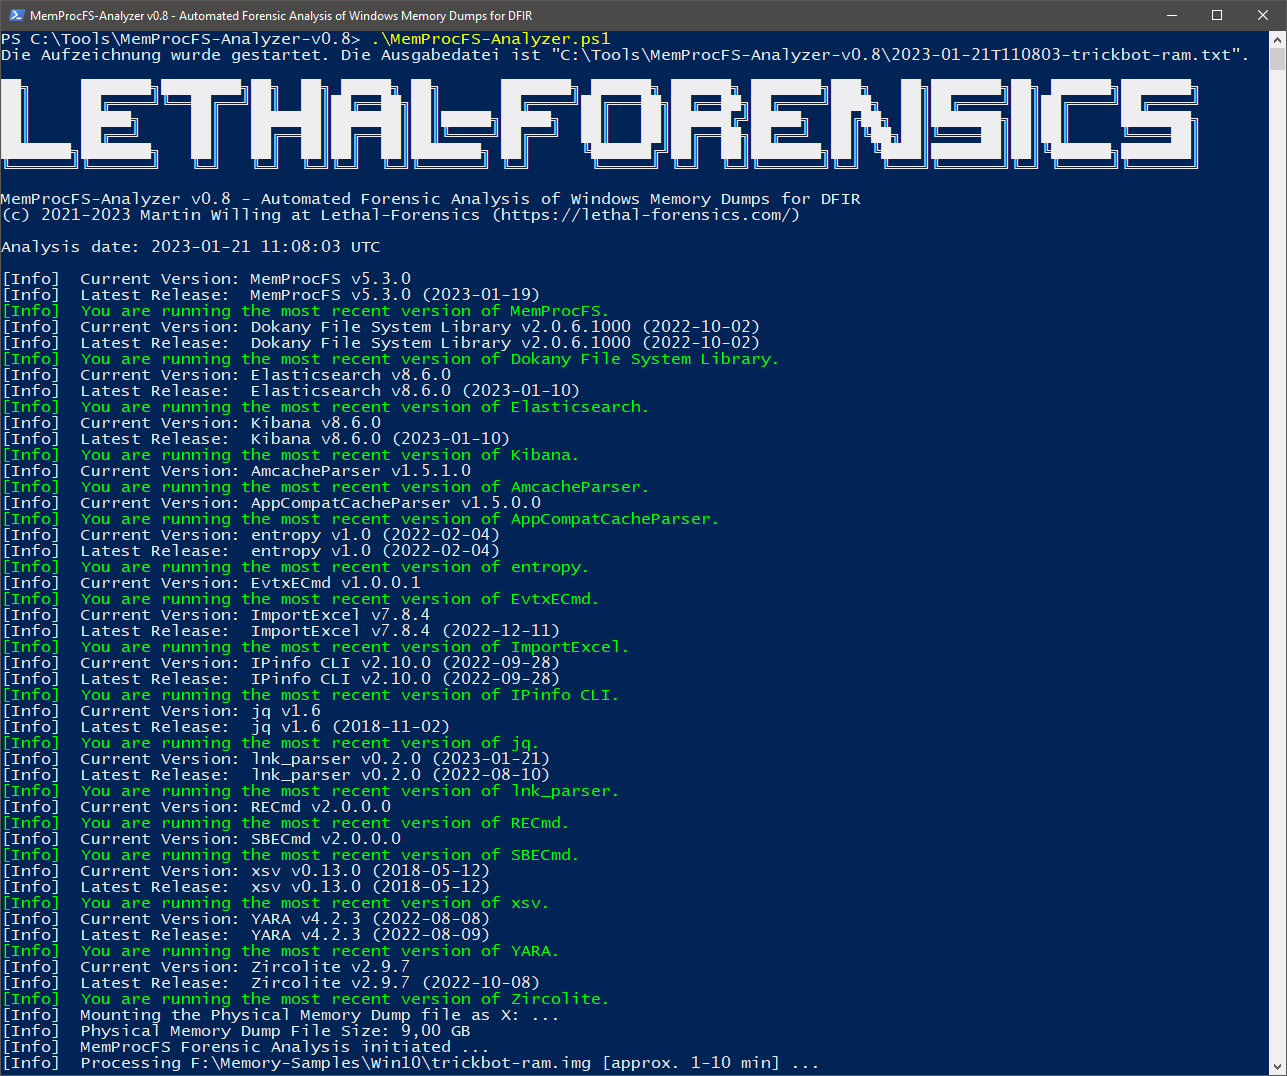 MemProcFS-Analyzer v0.8 - Automated Forensic Analysis of Windows Memory Dumps for DFIR
PS C:\Tools\MemProcFS-Analyzer-v0.8> .\MemProcFS-Analyzer.ps1
Die Aufzeichnung wurde gestartet. Die Ausgabedatei ist "C:\Tools\MemProcFS-Analyzer-v0.8\2023-01-21T110803-trickbot-ram.txt".
LETHAL-FORENSICS
MemProcFS-Analyzer v0.8 - Automated Forensic Analysis of Windows Memory Dumps for DFIR
(c) 2021-2023 Martin Willing at Lethal-Forensics (https://lethal-forensics.com/)
Analysis date: 2023-01-21 11:08:03 UTC
[Info]  Current Version: MemProcFS v5.3.0
[Info]  Latest Release:  MemProcFS v5.3.0 (2023-01-19)
[Info]  You are running the most recent version of MemProcFS.
[Info]  Current Version: Dokany File System Library v2.0.6.1000 (2022-10-02)
[Info]  Latest Release:  Dokany File System Library v2.0.6.1000 (2022-10-02)
[Info]  You are running the most recent version of Dokany File System Library.
[Info]  Current Version: Elasticsearch v8.6.0
[Info]  Latest Release:  Elasticsearch v8.6.0 (2023-01-10)
[Info]  You are running the most recent version of Elasticsearch.
[Info]  Current Version: Kibana v8.6.0
[Info]  Latest Release:  Kibana v8.6.0 (2023-01-10)
[Info]  You are running the most recent version of Kibana.
[Info]  Current Version: AmcacheParser v1.5.1.0
[Info]  You are running the most recent version of AmcacheParser.
[Info]  Current Version: AppCompatCacheParser v1.5.0.0
[Info]  You are running the most recent version of AppCompatCacheParser.
[Info]  Current Version: entropy v1.0 (2022-02-04)
[Info]  Latest Release:  entropy v1.0 (2022-02-04)
[Info]  You are running the most recent version of entropy.
[Info]  Current Version: EvtxECmd v1.0.0.1
[Info]  You are running the most recent version of EvtxECmd.
[Info]  Current Version: ImportExcel v7.8.4
[Info]  Latest Release:  ImportExcel v7.8.4 (2022-12-11)
[Info]  You are running the most recent version of ImportExcel.
[Info]  Current Version: IPinfo CLI v2.10.0 (2022-09-28)
[Info]  Latest Release:  IPinfo CLI v2.10.0 (2022-09-28)
[Info]  You are running the most recent version of IPinfo CLI.
[Info]  Current Version: jq v1.6
[Info]  Latest Release:  jq v1.6 (2018-11-02)
[Info]  You are running the most recent version of jq.
[Info]  Current Version: lnk_parser v0.2.0 (2023-01-21)
[Info]  Latest Release:  lnk_parser v0.2.0 (2022-08-10)
[Info]  You are running the most recent version of lnk_parser.
[Info]  Current Version: RECmd v2.0.0.0
[Info]  You are running the most recent version of RECmd.
[Info]  Current Version: SBECmd v2.0.0.0
[Info]  You are running the most recent version of SBECmd.
[Info]  Current Version: xsv v0.13.0 (2018-05-12)
[Info]  Latest Release:  xsv v0.13.0 (2018-05-12)
[Info]  You are running the most recent version of xsv.
[Info]  Current Version: YARA v4.2.3 (2022-08-08)
[Info]  Latest Release:  YARA v4.2.3 (2022-08-09)
[Info]  You are running the most recent version of YARA.
[Info]  Current Version: Zircolite v2.9.7
[Info]  Latest Release:  Zircolite v2.9.7 (2022-10-08)
[Info]  You are running the most recent version of Zircolite.
[Info]  Mounting the Physical Memory Dump file as X: ...
[Info]  Physical Memory Dump File Size: 9,00 GB
[Info]  MemProcFS Forensic Analysis initiated ...
[Info]  Processing F:\Memory-Samples\Win10\trickbot-ram.img [approx. 1-10 min] ...